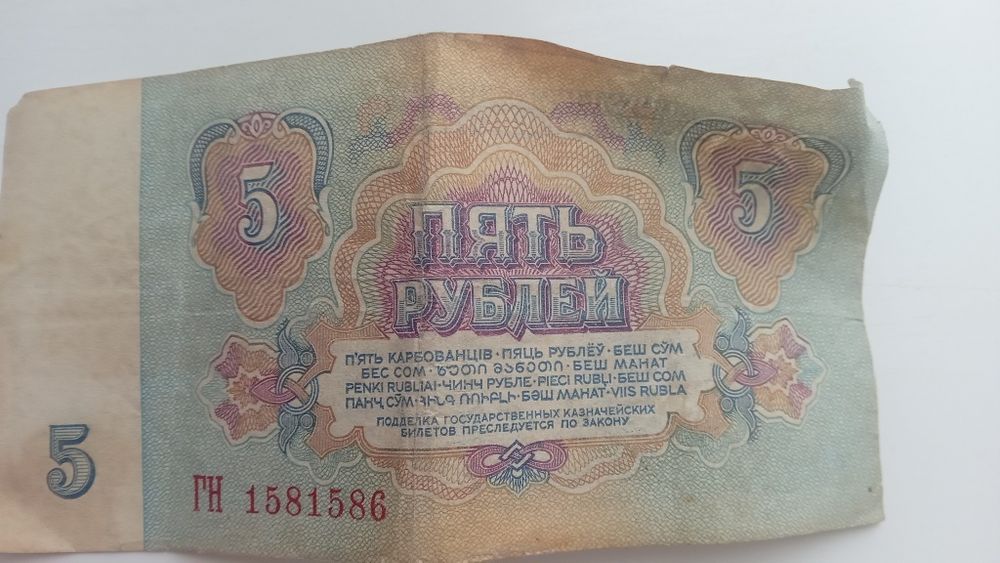 5 5
ПЯТЬ
РУБЛЕЙ
П'ЯТЬ КАРБОВАНЦІВ · ПЯЦЬ РУБЛЁЎ · БЕШ СЎМ
БЕС СОМ · ᲮᲣᲗᲘ ᲛᲐᲜᲔᲗᲘ · БЕШ МАНАТ
PENKI RUBLIAI · ЧИНЧ РУБЛЕ · PIECI RUBĻI · БЕШ СОМ
ПАНҶ СЎМ · ՀԻՆԳ ՌՈՒԲԼԻ · БӘШ МАНАТ · VIIS RUBLA
ПОДДЕЛКА ГОСУДАРСТВЕННЫХ КАЗНАЧЕЙСКИХ
БИЛЕТОВ ПРЕСЛЕДУЕТСЯ ПО ЗАКОНУ
5
ГН 1581586